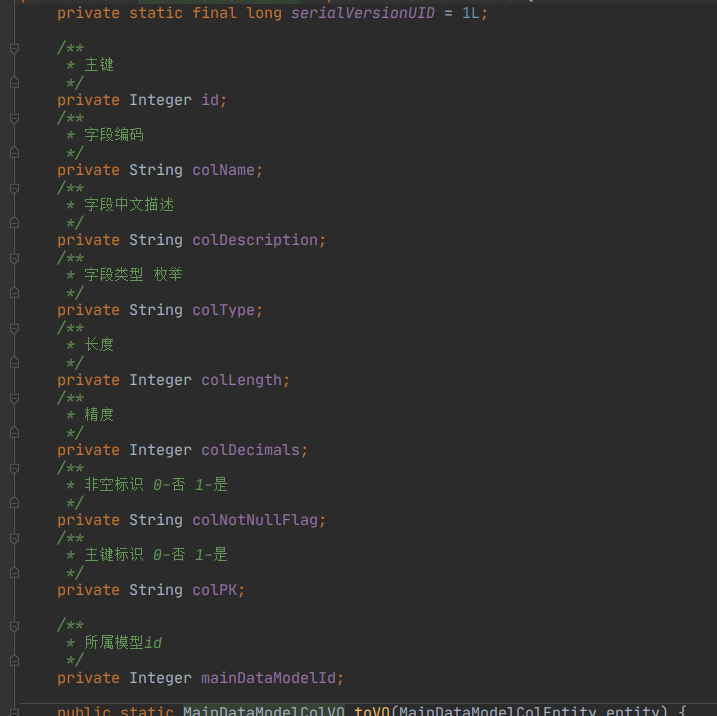 private static final long serialVersionUID = 1L;
/**
* 主键
*/
private Integer id;
/**
* 字段编码
*/
private String colName;
/**
* 字段中文描述
*/
private String colDescription;
/**
* 字段类型 枚举
*/
private String colType;
/**
* 长度
*/
private Integer colLength;
/**
* 精度
*/
private Integer colDecimals;
/**
* 非空标识 0-否 1-是
*/
private String colNotNullFlag;
/**
* 主键标识 0-否 1-是
*/
private String colPK;
/**
* 所属模型id
*/
private Integer mainDataModelId;
public static MainDataModelColVO toVO(MainDataModelColEntity entity) {